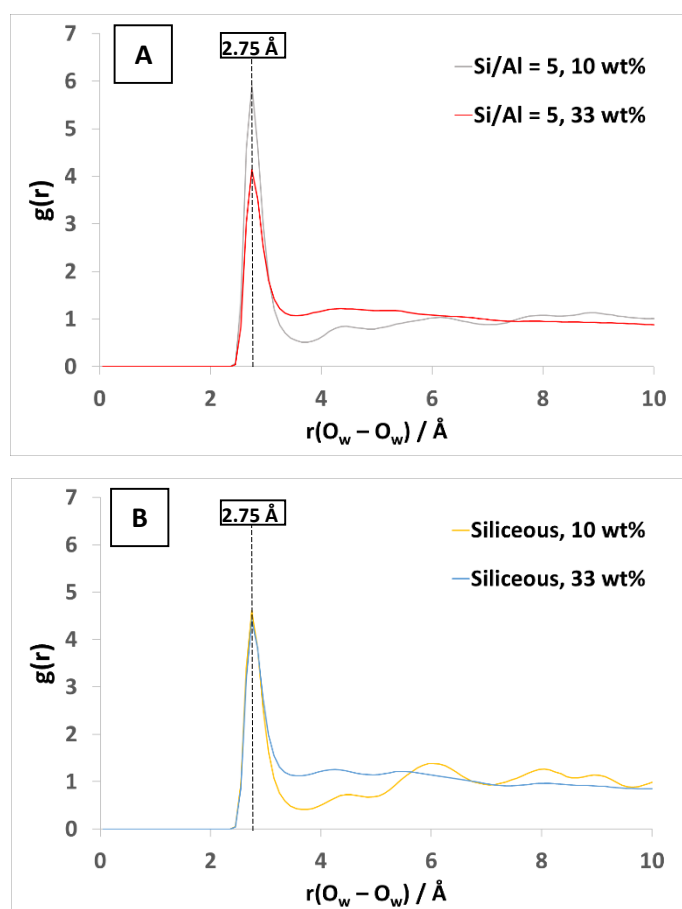 A
2.75 Å
Si/Al = 5, 10 wt%
Si/Al = 5, 33 wt%
7
6
5
4
3
2
1
0
g(r)
0 2 4 6 8 10
r(Ow – Ow) / Å
B
2.75 Å
Siliceous, 10 wt%
Siliceous, 33 wt%
7
6
5
4
3
2
1
0
g(r)
0 2 4 6 8 10
r(Ow – Ow) / Å